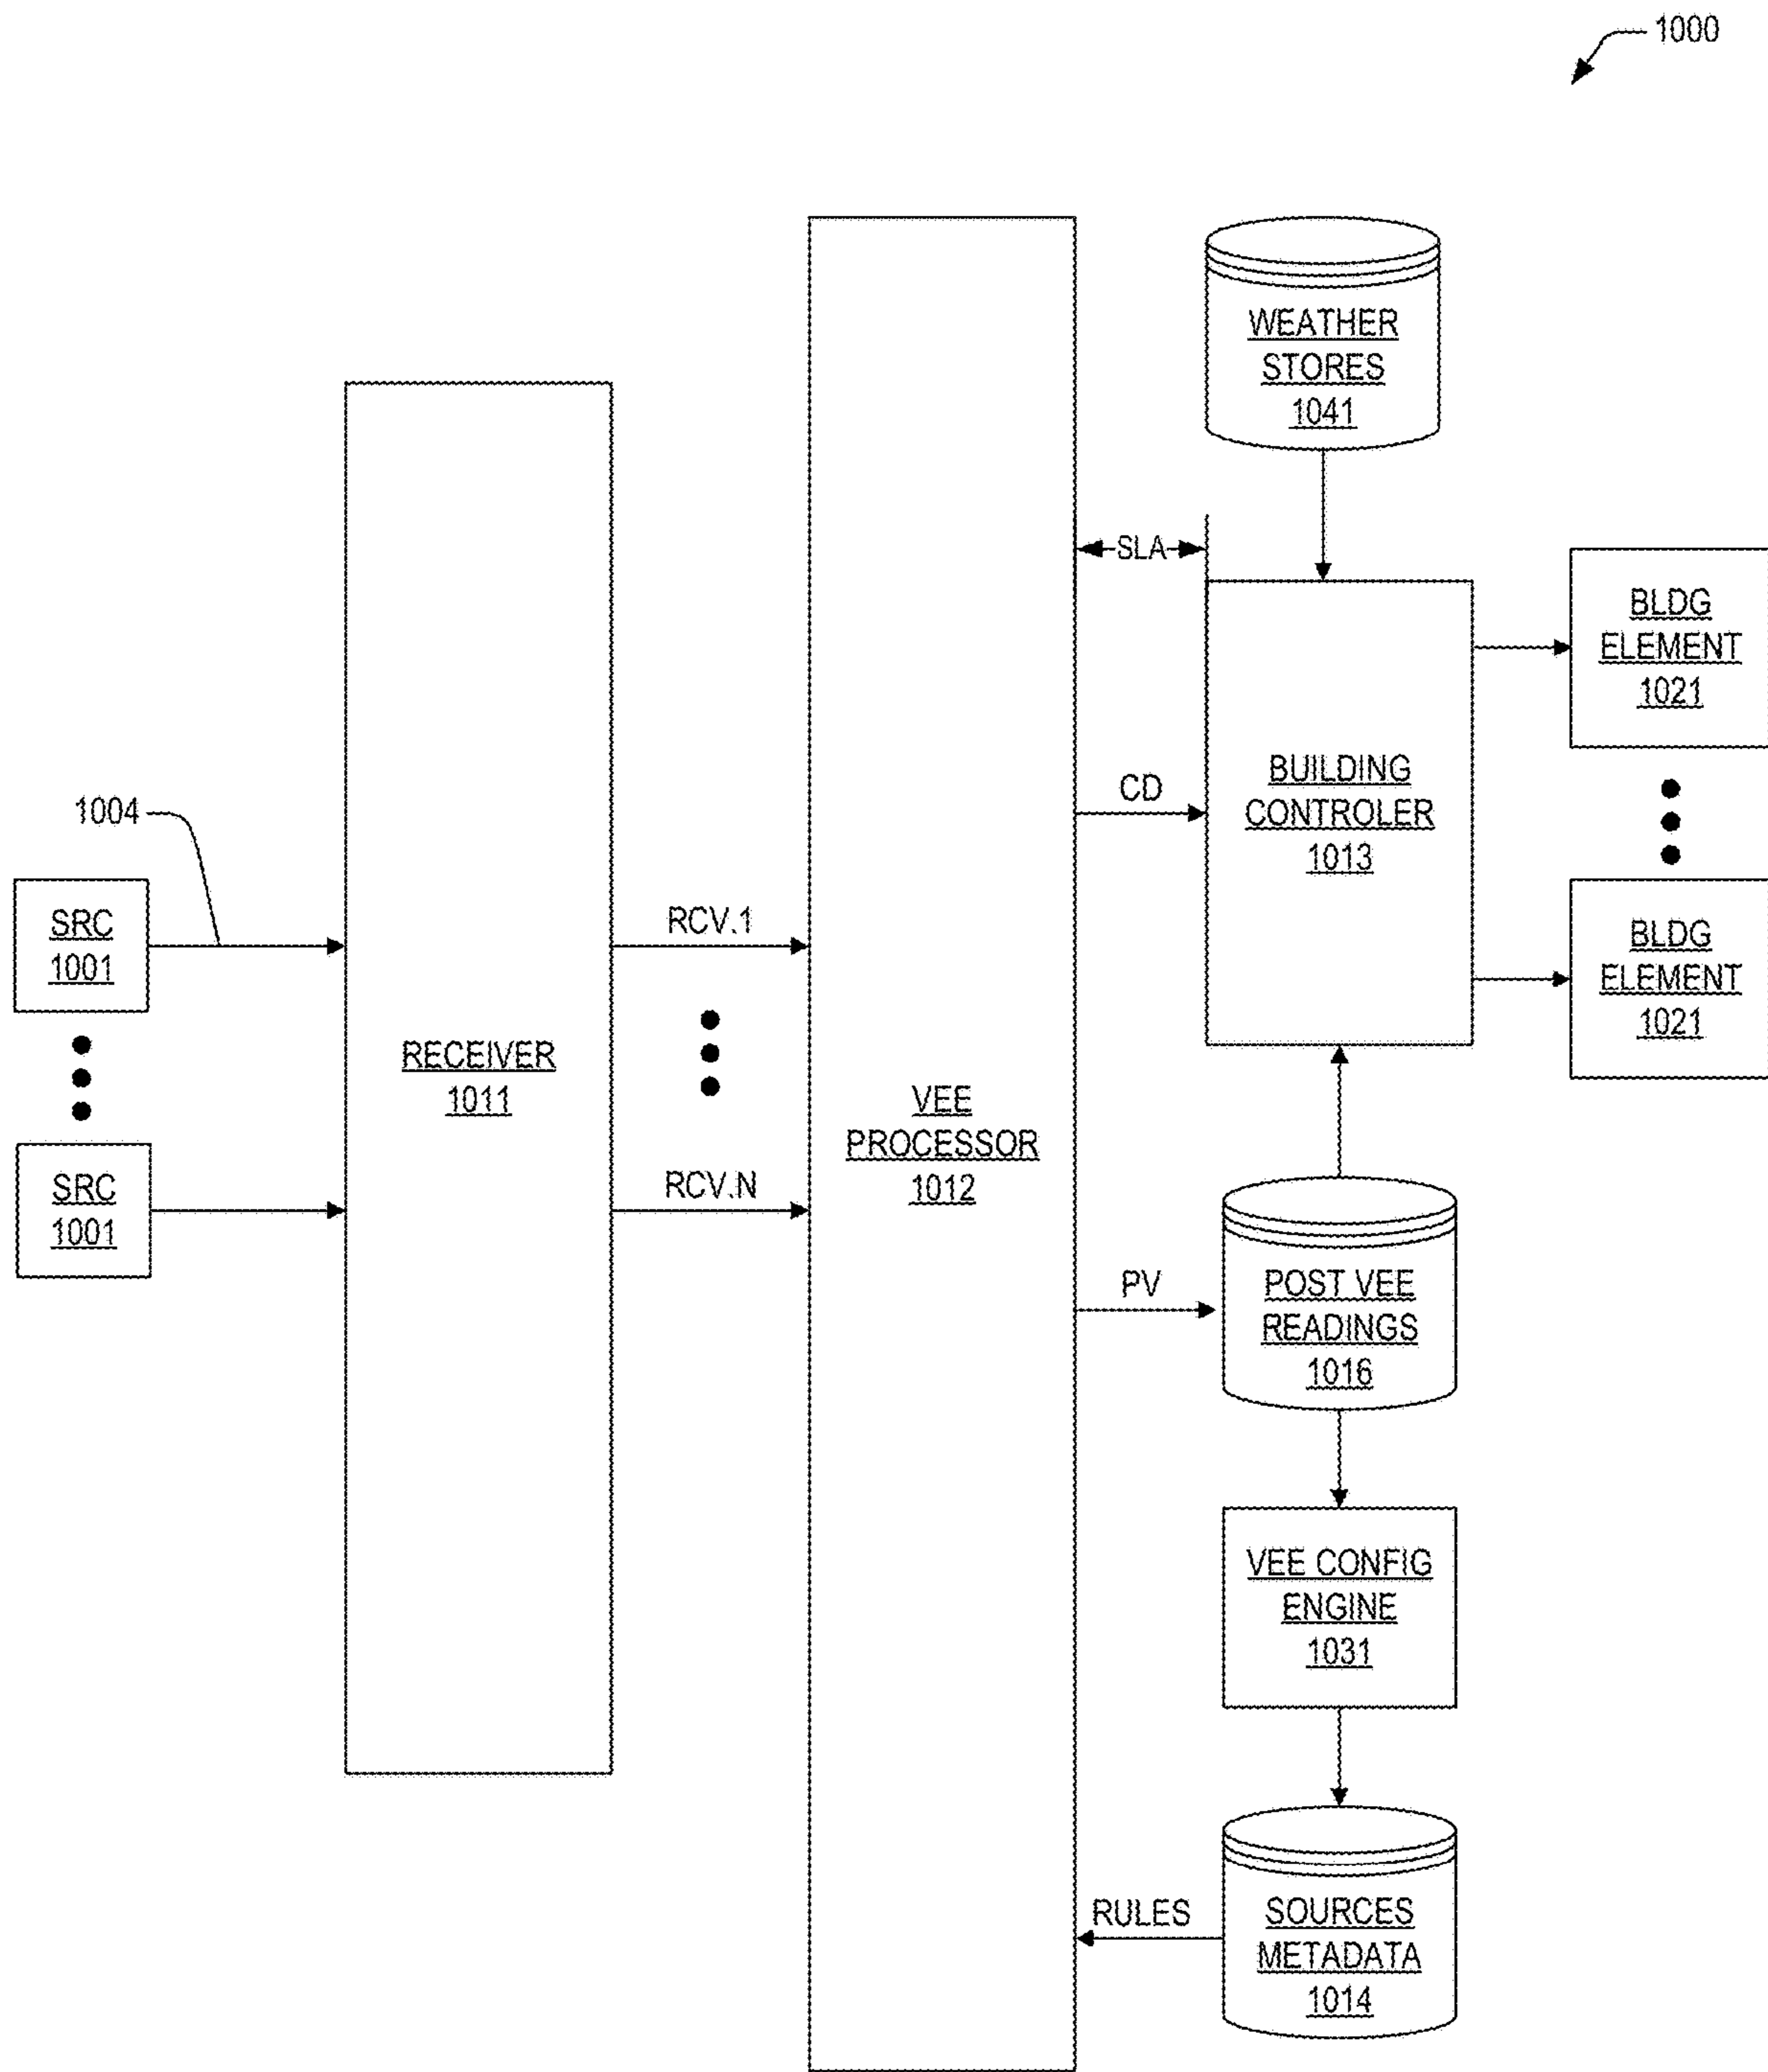 1000
WEATHER
STORES
1041
SLA
BLDG
ELEMENT
1021
BUILDING
CONTROLER
1013
CD
1004
SRC
1001
RCV.1
BLDG
ELEMENT
1021
RECEIVER
1011
VEE
PROCESSOR
1012
SRC
1001
RCV.N
PV
POST VEE
READINGS
1016
VEE CONFIG
ENGINE
1031
RULES
SOURCES
METADATA
1014